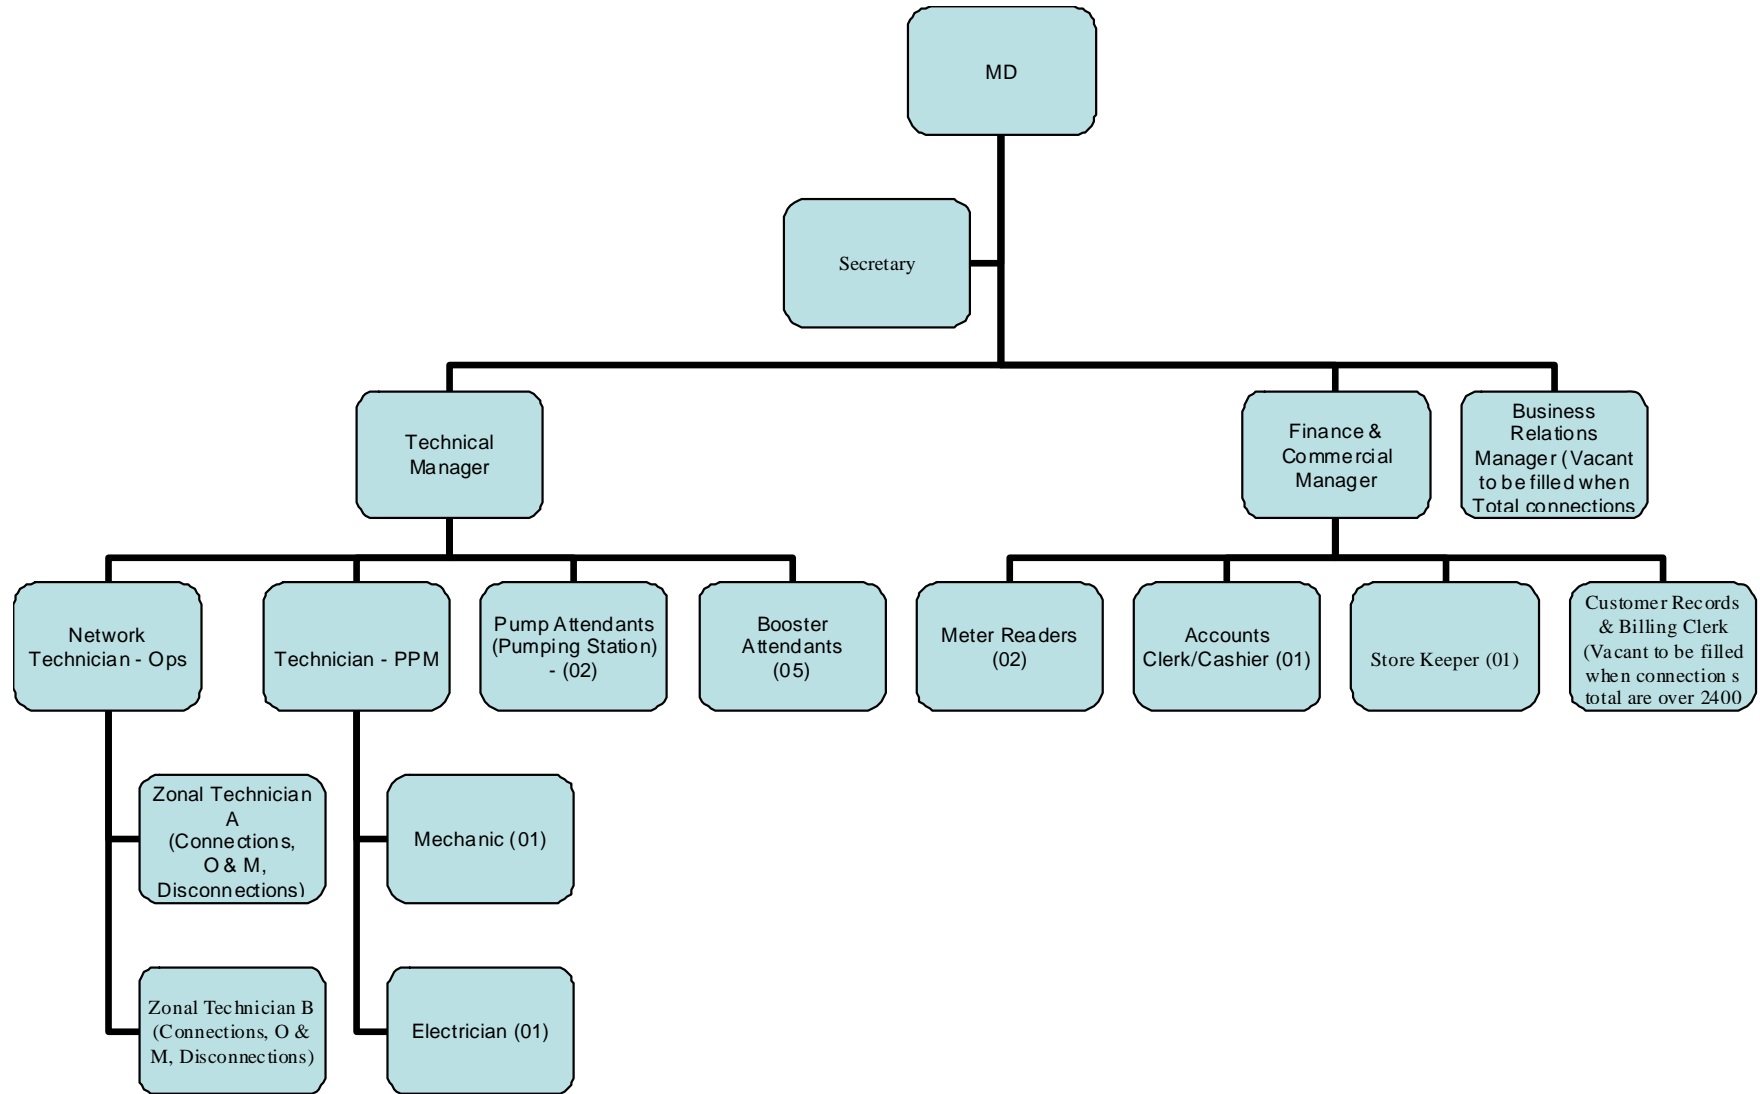 MD
Secretary
Technical
Manager
Finance &
Commercial
Manager
Business
Relations
Manager (Vacant
to be filled when
Total connections
Network
Technician - Ops
Technician - PPM
Pump Attendants
(Pumping Station)
- (02)
Booster
Attendants
(05)
Meter Readers
(02)
Accounts
Clerk/Cashier (01)
Store Keeper (01)
Customer Records
& Billing Clerk
(Vacant to be filled
when connection s
total are over 2400
Zonal Technician
A
(Connections,
O & M,
Disconnections)
Mechanic (01)
Zonal Technician B
(Connections, O &
M, Disconnections)
Electrician (01)